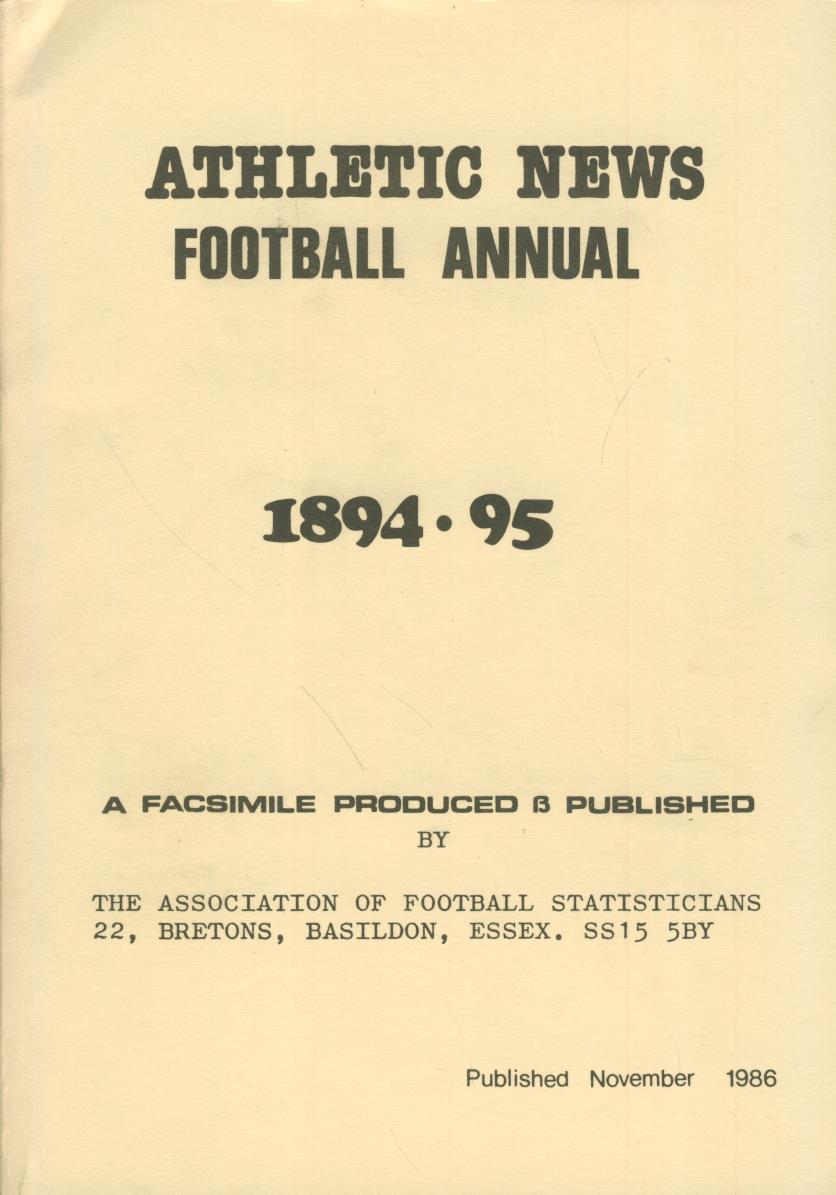 ATHLETIC NEWS
FOOTBALL ANNUAL
1894·95
A FACSIMILE PRODUCED ß PUBLISHED
BY
THE ASSOCIATION OF FOOTBALL STATISTICIANS
22, BRETONS, BASILDON, ESSEX. SS15 5BY
Published November 1986